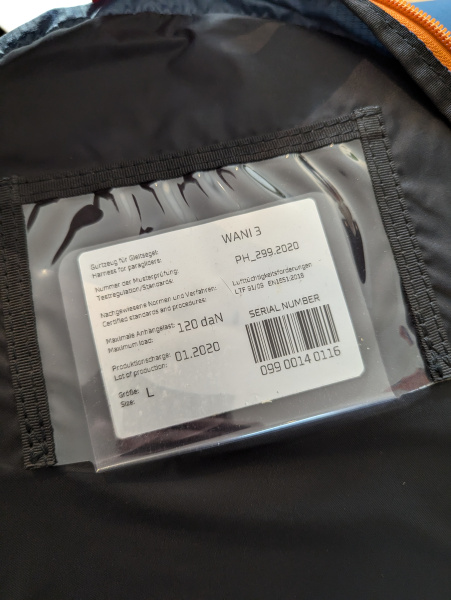 Gurtzeug für Gleitsegel:
Harness for paragliders:
WANI 3
Nummer der Musterprüfung:
Testregulation/Standards:
PH_299.2020
Nachgewiesene Normen und Verfahren:
Certified standards and procedures:
Lufttüchtigkeitsforderungen
LTF 91/09 EN1651:2018
Maximale Anhängelast:
Maximum load:
120 daN
SERIAL NUMBER
Produktionscharge:
Lot of production:
01.2020
099 0014 0116
Größe:
Size:
L